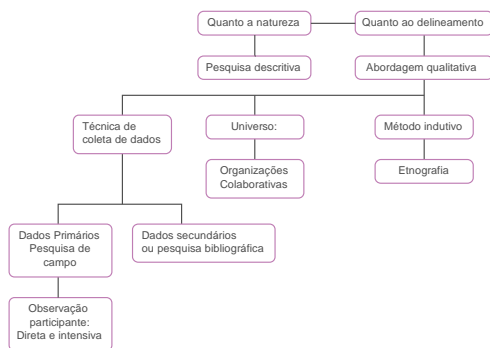 Quanto a natureza
Quanto ao delineamento
Pesquisa descritiva
Abordagem qualitativa
Técnica de
coleta de dados
Universo:
Método indutivo
Organizações
Colaborativas
Etnografia
Dados Primários
Pesquisa de
campo
Dados secundários
ou pesquisa bibliográfica
Observação
participante:
Direta e intensiva